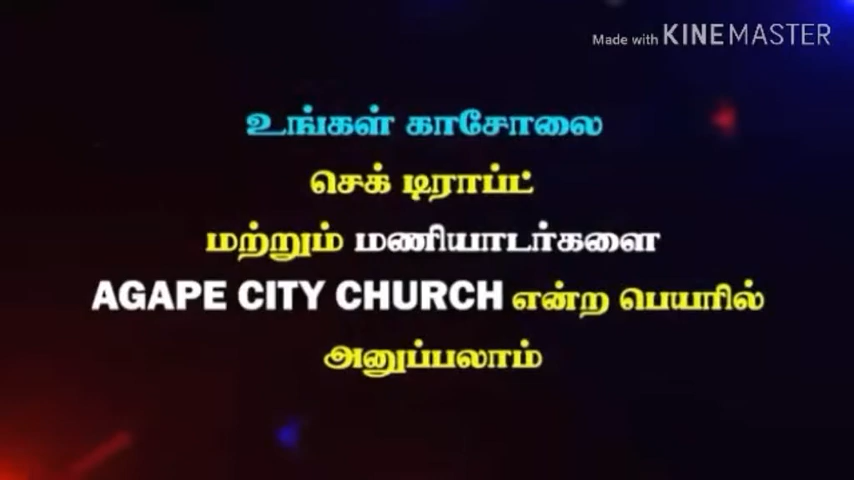 Made with KINEMASTER
உங்கள் காசோலை
செக் டிராப்ட்
மற்றும் மணியாடர்களை
AGAPE CITY CHURCH என்ற பெயரில்
அனுப்பலாம்